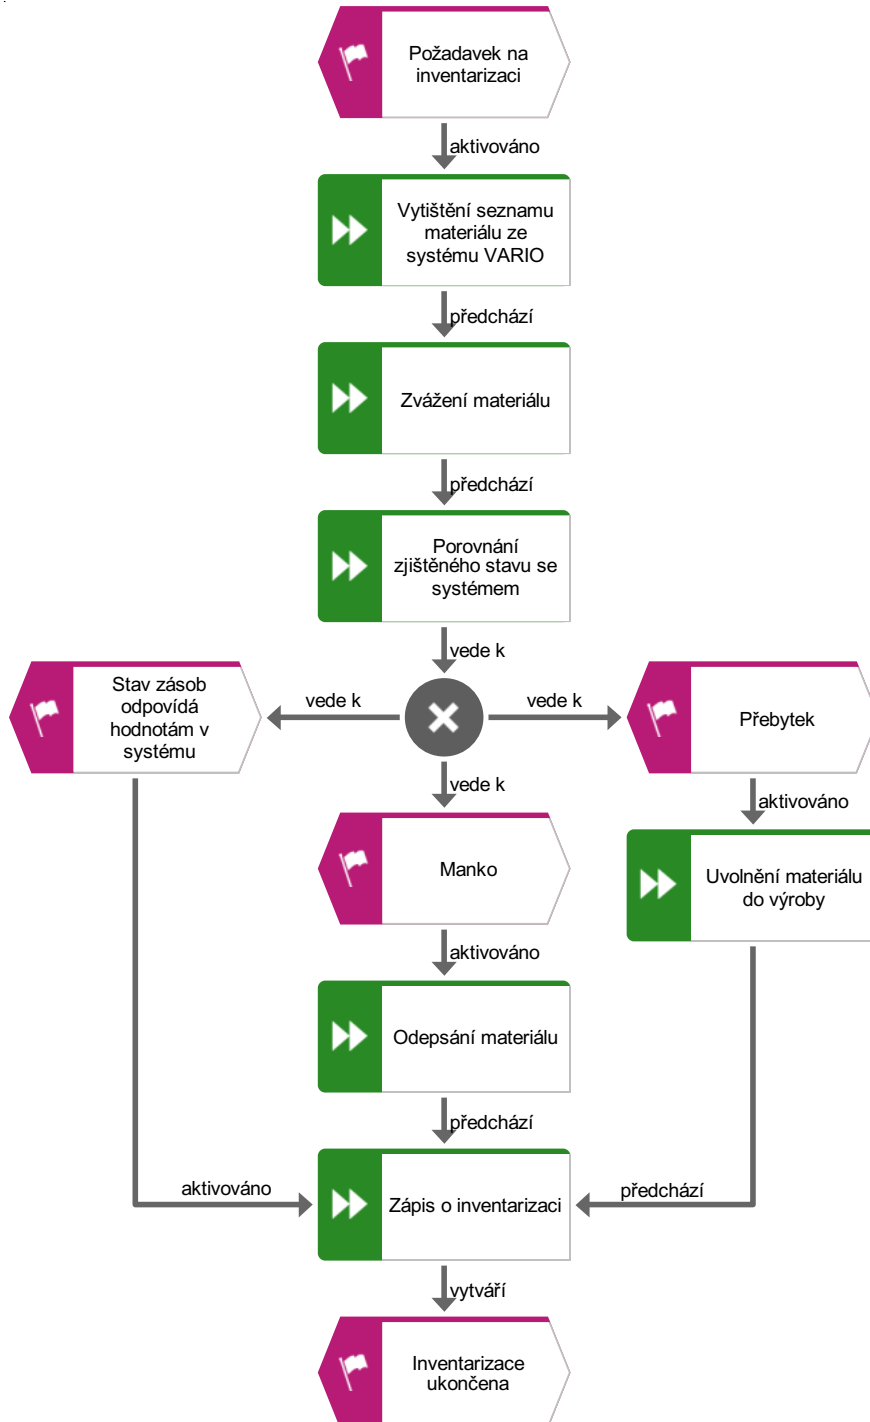 Požadavek na
inventarizaci
aktivováno
Vytištění seznamu
materiálu ze
systému VARIO
předchází
Zvážení materiálu
předchází
Porovnání
zjištěného stavu se
systémem
vede k
Stav zásob
odpovídá
hodnotám v
systému
vede k
vede k
Přebytek
vede k
aktivováno
Manko
Uvolnění materiálu
do výroby
aktivováno
Odepsání materiálu
předchází
aktivováno
Zápis o inventarizaci
předchází
vytváří
Inventarizace
ukončena